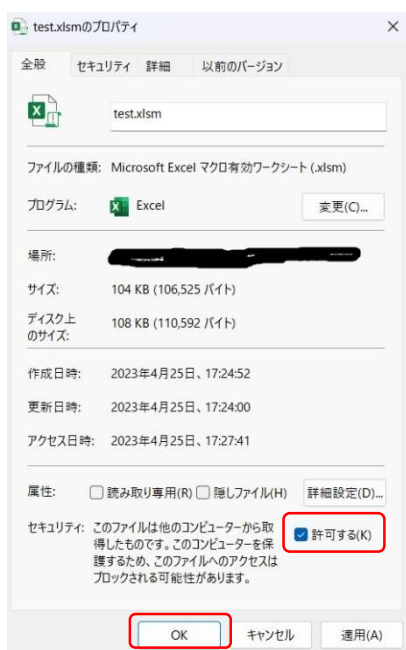 test.xlsmのプロパティ
全般 セキュリティ 詳細 以前のバージョン
test.xlsm
ファイルの種類: Microsoft Excel マクロ有効ワークシート (.xlsm)
プログラム: Excel 変更(C)...
場所:
サイズ: 104 KB (106,525 バイト)
ディスク上
のサイズ: 108 KB (110,592 バイト)
作成日時: 2023年4月25日、17:24:52
更新日時: 2023年4月25日、17:24:00
アクセス日時: 2023年4月25日、17:27:41
属性: 読み取り専用(R) 隠しファイル(H) 詳細設定(D)...
セキュリティ: このファイルは他のコンピューターから取
得したものです。このコンピューターを保
護するため、このファイルへのアクセスは
ブロックされる可能性があります。
許可する(K)
OK キャンセル 適用(A)